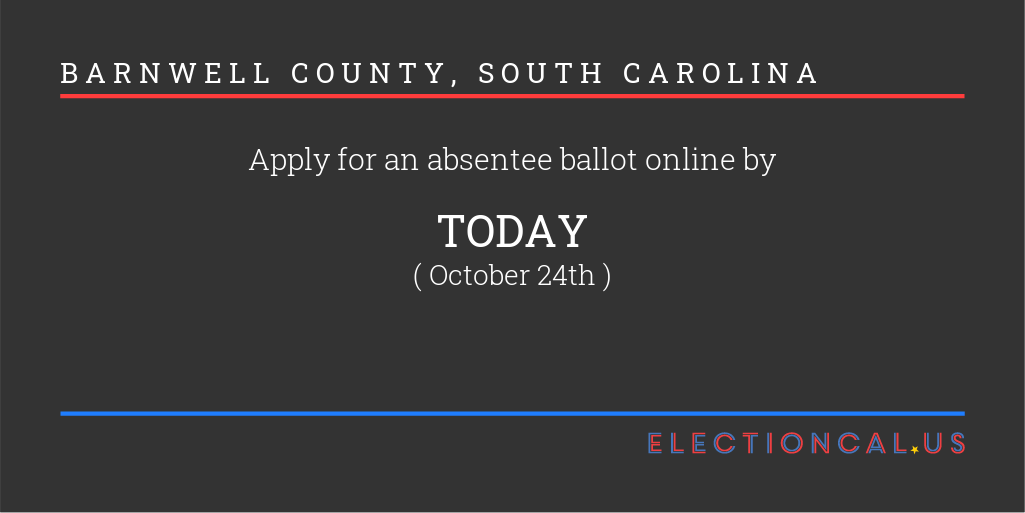 BARNWELL COUNTY, SOUTH CAROLINA
Apply for an absentee ballot online by
TODAY
( October 24th )
ELECTIONCAL.US